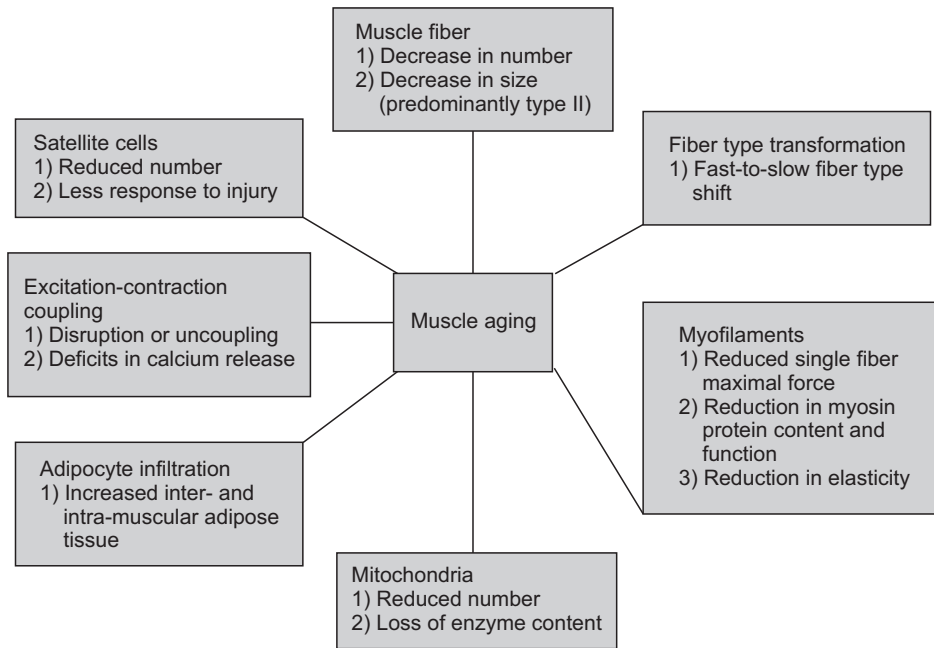 Muscle fiber
1) Decrease in number
2) Decrease in size
(predominantly type II)
Satellite cells
1) Reduced number
2) Less response to injury
Fiber type transformation
1) Fast-to-slow fiber type
shift
Excitation-contraction
coupling
1) Disruption or uncoupling
2) Deficits in calcium release
Muscle aging
Myofilaments
1) Reduced single fiber
maximal force
2) Reduction in myosin
protein content and
function
3) Reduction in elasticity
Adipocyte infiltration
1) Increased inter- and
intra-muscular adipose
tissue
Mitochondria
1) Reduced number
2) Loss of enzyme content